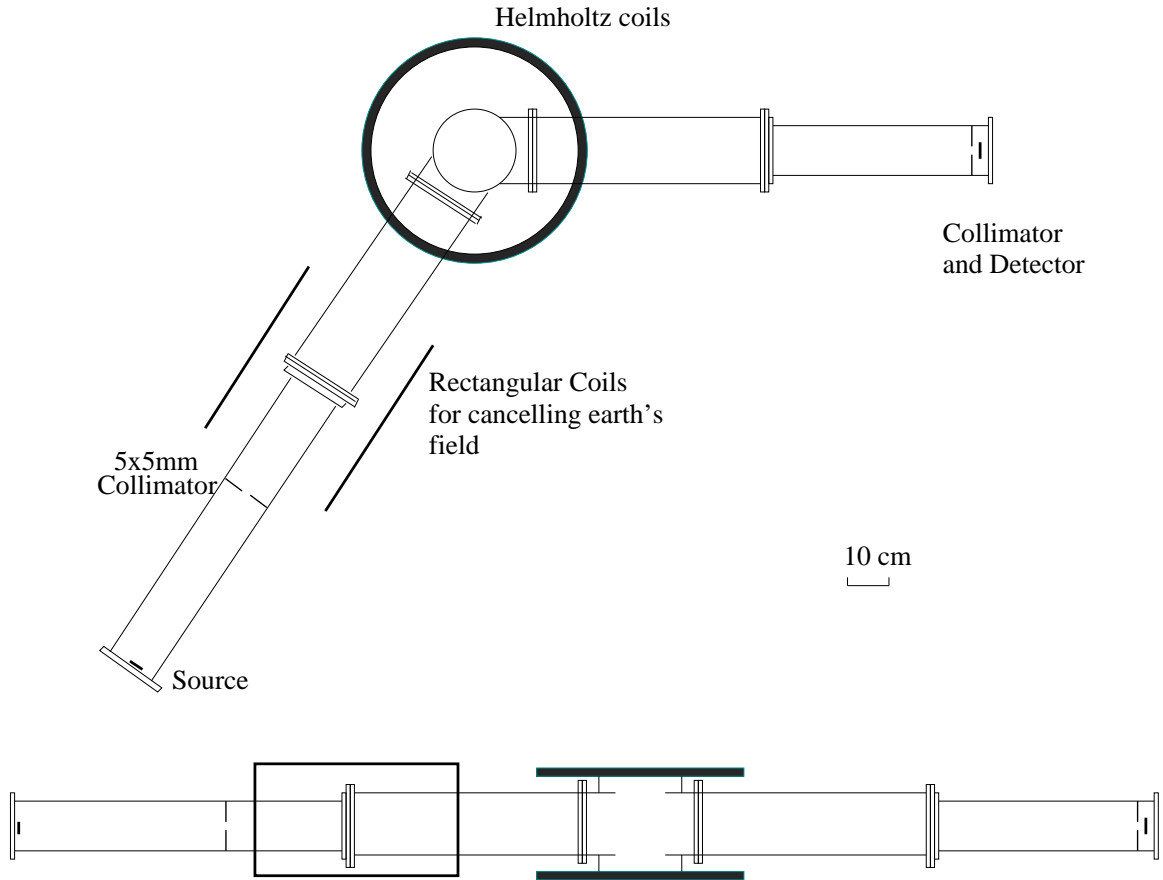 Helmholtz coils
Collimator
and Detector
Rectangular Coils
for cancelling earth's
field
5x5mm
Collimator
10 cm
Source